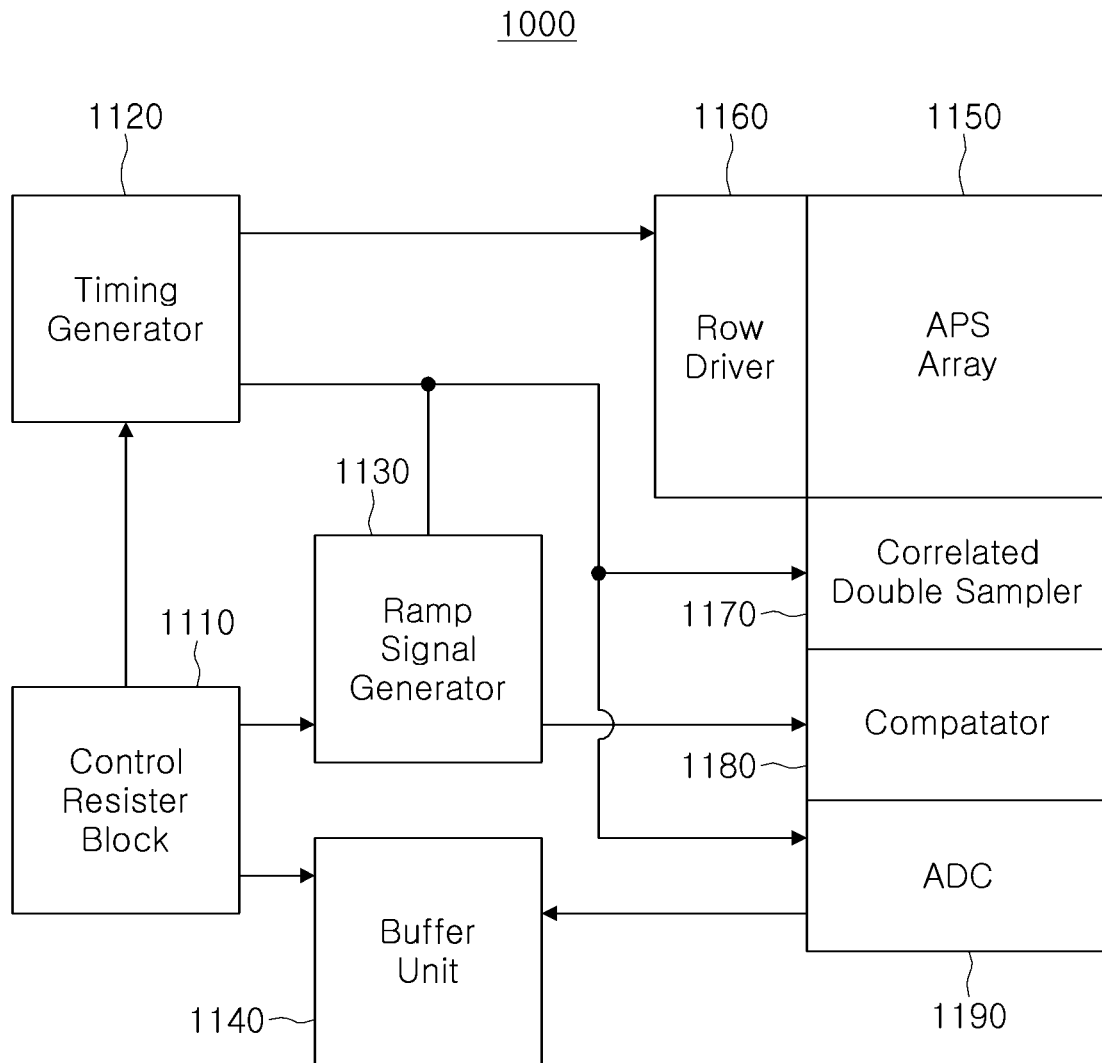 1000
1120
1160
1150
Timing
Generator
Row
Driver
APS
Array
1130
Correlated
Double Sampler
1170
1110
Ramp
Signal
Generator
Compatator
1180
Control
Resister
Block
ADC
Buffer
Unit
1140
1190